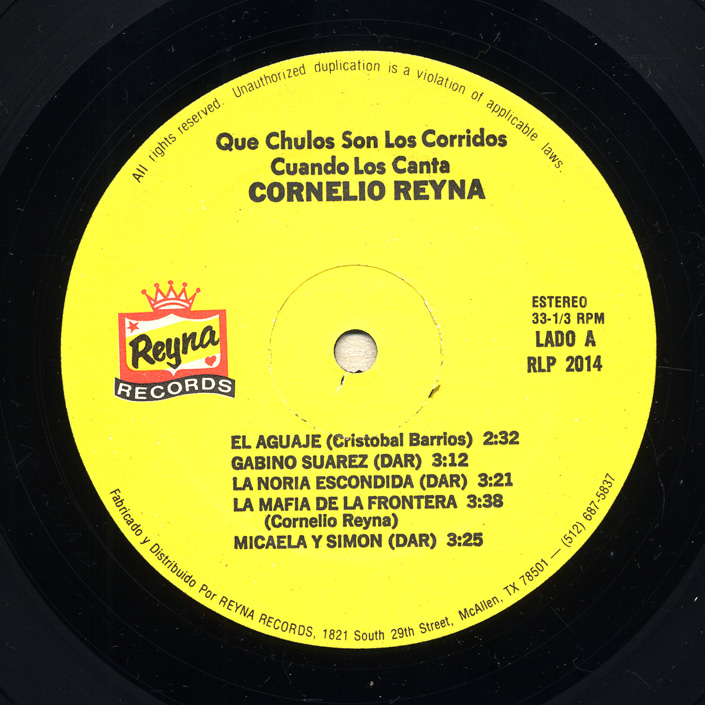 All rights reserved. Unauthorized duplication is a violation of applicable laws.
Que Chulos Son Los Corridos
Cuando Los Canta
CORNELIO REYNA
Reyna
RECORDS
ESTEREO
33-1/3 RPM
LADO A
RLP 2014
EL AGUAJE (Cristobal Barrios) 2:32
GABINO SUAREZ (DAR) 3:12
LA NORIA ESCONDIDA (DAR) 3:21
LA MAFIA DE LA FRONTERA 3:38
(Cornelio Reyna)
MICAELA Y SIMON (DAR) 3:25
Fabricado y Distribuido Por REYNA RECORDS, 1821 South 29th Street, McAllen, TX 78501 — (512) 687-5837